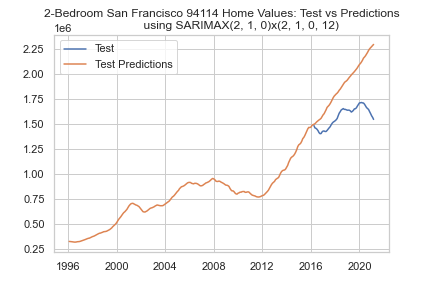 2-Bedroom San Francisco 94114 Home Values: Test vs Predictions
using SARIMAX(2, 1, 0)x(2, 1, 0, 12)
1e6
Test
Test Predictions
2.25
2.00
1.75
1.50
1.25
1.00
0.75
0.50
0.25
1996 2000 2004 2008 2012 2016 2020